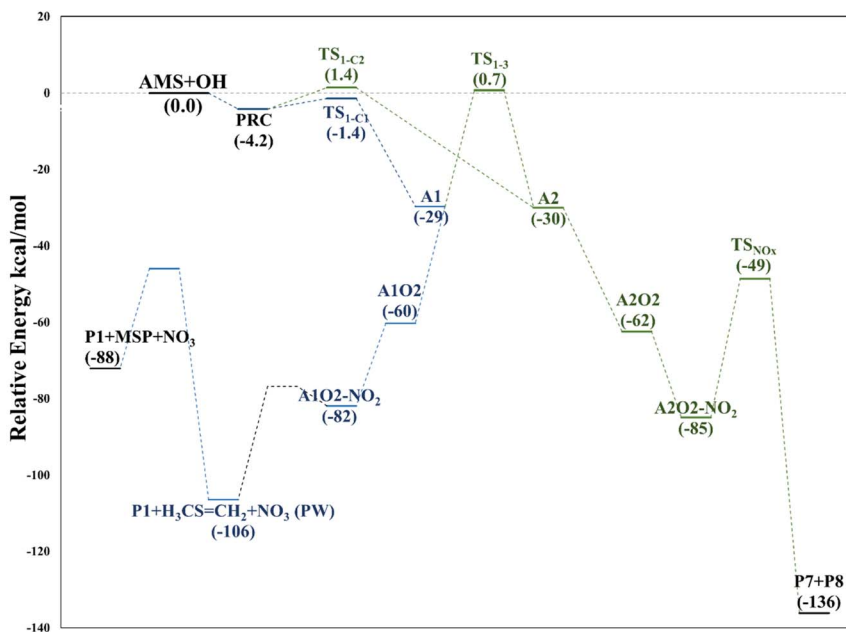 20
0
-20
-40
-60
-80
-100
-120
-140
Relative Energy kcal/mol
AMS+OH
(0.0)
PRC
(-4.2)
TS1-C2
(1.4)
TS1-C1
(-1.4)
TS1-3
(0.7)
A1
(-29)
A2
(-30)
A1O2
(-60)
A2O2
(-62)
TSNOx
(-49)
P1+MSP+NO3
(-88)
A1O2-NO2
(-82)
A2O2-NO2
(-85)
P1+H3CS=CH2+NO3 (PW)
(-106)
P7+P8
(-136)